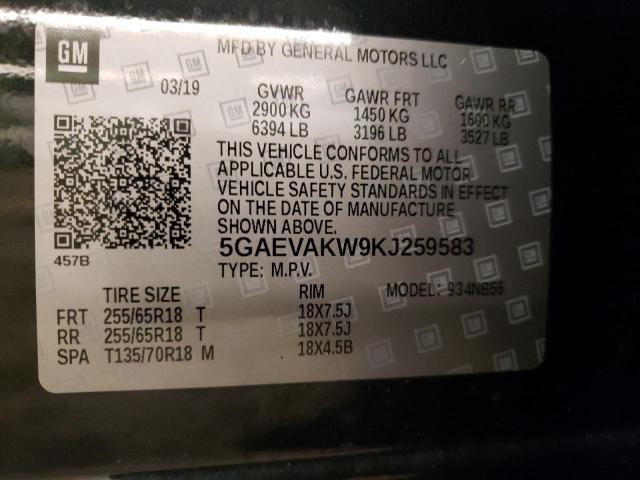 GM
MFD BY GENERAL MOTORS LLC
03/19
GVWR GAWR FRT GAWR RR
2900 KG 1450 KG 1600 KG
6394 LB 3196 LB 3527 LB
THIS VEHICLE CONFORMS TO ALL
APPLICABLE U.S. FEDERAL MOTOR
VEHICLE SAFETY STANDARDS IN EFFECT
ON THE DATE OF MANUFACTURE
SHOWN ABOVE.
5GAEVAKW9KJ259583
457B
TYPE: M.P.V. MODEL: 934NB56
TIRE SIZE RIM
FRT 255/65R18 T 18X7.5J
RR 255/65R18 T 18X7.5J
SPA T135/70R18 M 18X4.5B